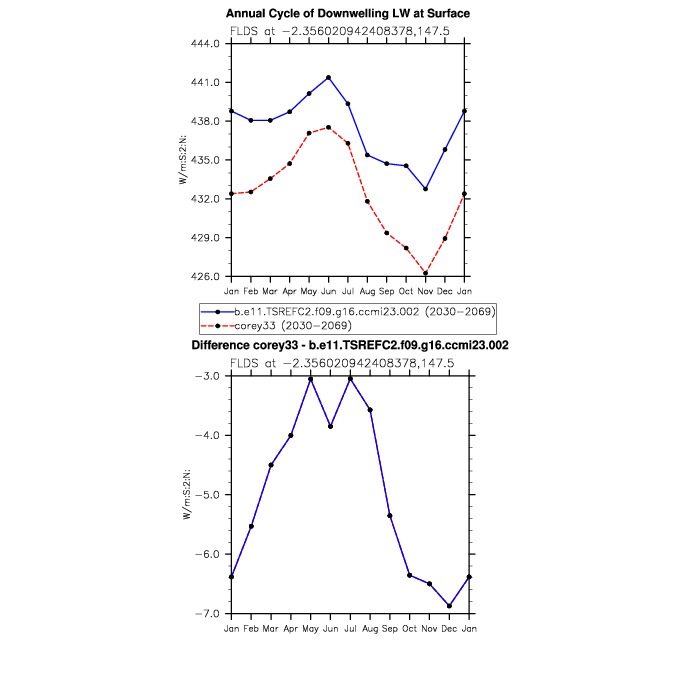 Annual Cycle of Downwelling LW at Surface
FLDS at −2.356020942408378,147.5
444.0
441.0
438.0
435.0
432.0
429.0
426.0
W/m:S:2:N:
Jan Feb Mar Apr May Jun Jul Aug Sep Oct Nov Dec Jan
b.e11.TSREFC2.f09.g16.ccmi23.002 (2030−2069)
corey33 (2030−2069)
Difference corey33 - b.e11.TSREFC2.f09.g16.ccmi23.002
FLDS at −2.356020942408378,147.5
−3.0
−4.0
−5.0
−6.0
−7.0
W/m:S:2:N:
Jan Feb Mar Apr May Jun Jul Aug Sep Oct Nov Dec Jan